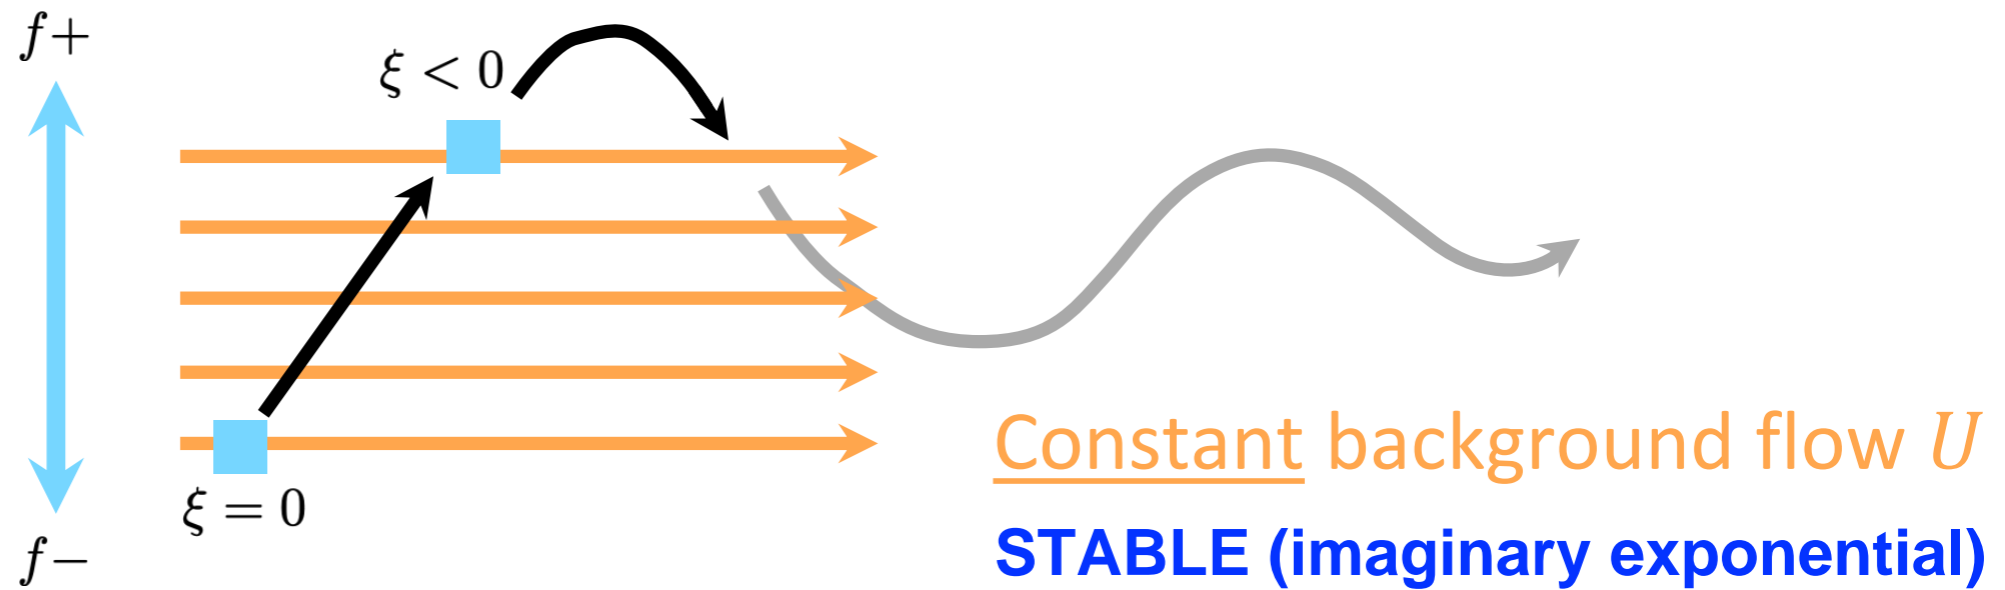 f+
ξ < 0
ξ = 0
f−
Constant background flow U
STABLE (imaginary exponential)